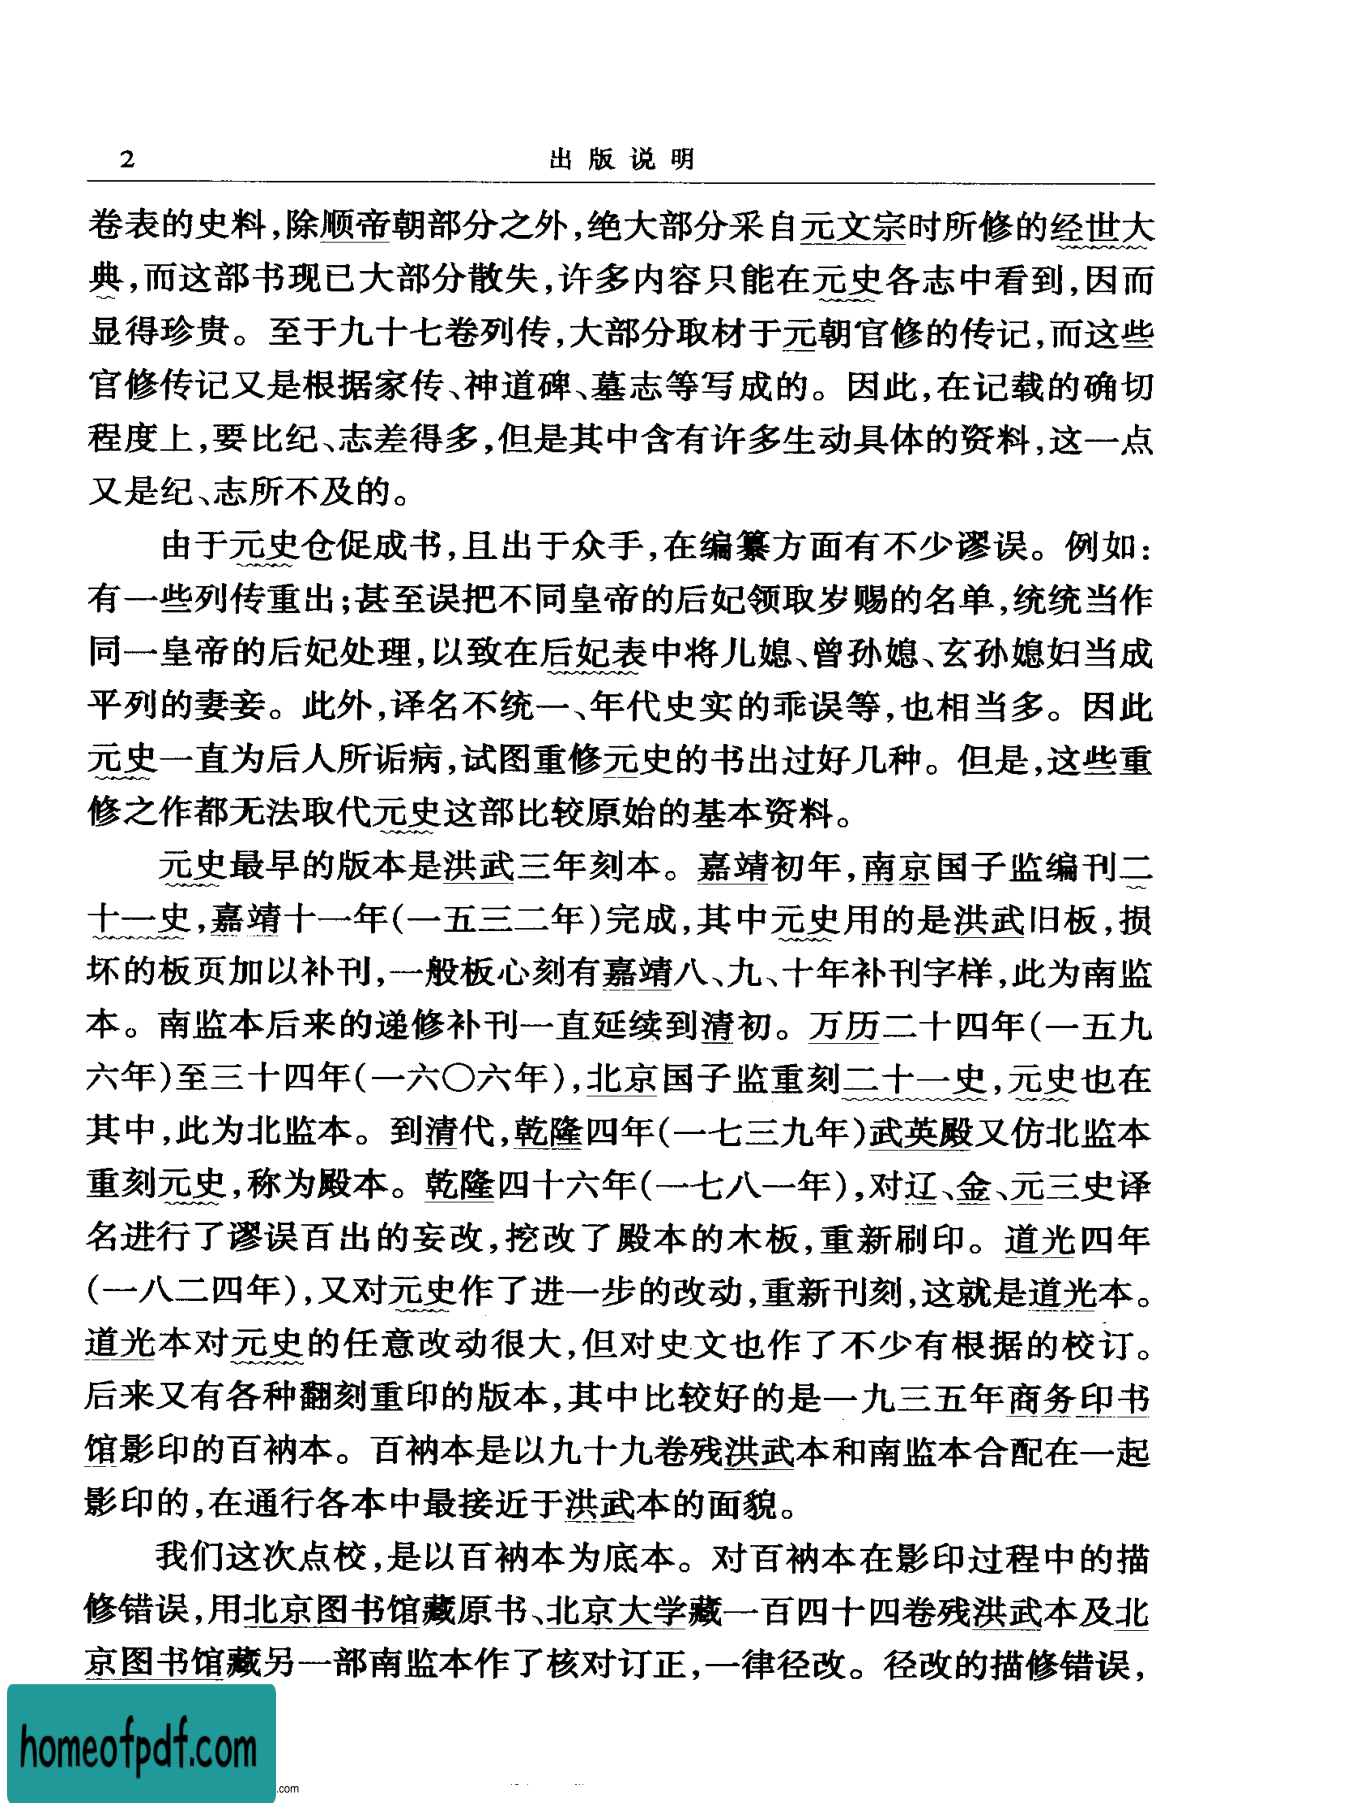 2 出版说明
卷表的史料,除顺帝朝部分之外,绝大部分采自元文宗时所修的经世大
典,而这部书现已大部分散失,许多内容只能在元史各志中看到,因而
显得珍贵。至于九十七卷列传,大部分取材于元朝官修的传记,而这些
官修传记又是根据家传、神道碑、墓志等写成的。因此,在记载的确切
程度上,要比纪、志差得多,但是其中含有许多生动具体的资料,这一点
又是纪、志所不及的。
由于元史仓促成书,且出于众手,在编纂方面有不少谬误。例如:
有一些列传重出;甚至误把不同皇帝的后妃领取岁赐的名单,统统当作
同一皇帝的后妃处理,以致在后妃表中将儿媳、曾孙媳、玄孙媳妇当成
平列的妻妾。此外,译名不统一、年代史实的乖误等,也相当多。因此
元史一直为后人所诟病,试图重修元史的书出过好几种。但是,这些重
修之作都无法取代元史这部比较原始的基本资料。
元史最早的版本是洪武三年刻本。嘉靖初年,南京国子监编刊二
十一史,嘉靖十一年(一五三二年)完成,其中元史用的是洪武旧板,损
坏的板页加以补刊,一般板心刻有嘉靖八、九、十年补刊字样,此为南监
本。南监本后来的递修补刊一直延续到清初。万历二十四年(一五九
六年)至三十四年(一六〇六年),北京国子监重刻二十一史,元史也在
其中,此为北监本。到清代,乾隆四年(一七三九年)武英殿又仿北监本
重刻元史,称为殿本。乾隆四十六年(一七八一年),对辽、金、元三史译
名进行了谬误百出的妄改,挖改了殿本的木板,重新刷印。道光四年
(一八二四年),又对元史作了进一步的改动,重新刊刻,这就是道光本。
道光本对元史的任意改动很大,但对史文也作了不少有根据的校订。
后来又有各种翻刻重印的版本,其中比较好的是一九三五年商务印书
馆影印的百衲本。百衲本是以九十九卷残洪武本和南监本合配在一起
影印的,在通行各本中最接近于洪武本的面貌。
我们这次点校,是以百衲本为底本。对百衲本在影印过程中的描
修错误,用北京图书馆藏原书、北京大学藏一百四十四卷残洪武本及北
京图书馆藏另一部南监本作了核对订正,一律径改。径改的描修错误,
homeofpdf.com
.com